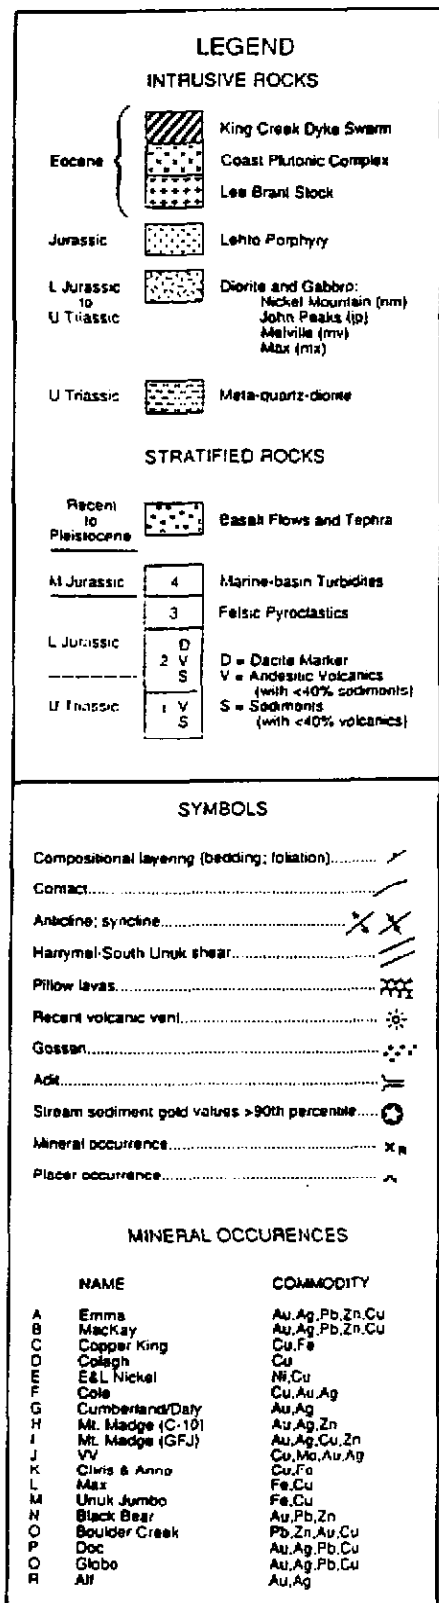 LEGEND
INTRUSIVE ROCKS
King Creek Dyke Swarm
Eocene
Coast Plutonic Complex
Lee Brant Stock
Jurassic
Lehto Porphyry
L Jurassic
to
U Triassic
Diorite and Gabbro:
Nickel Mountain (nm)
John Peaks (jp)
Melville (mv)
Max (mx)
U Triassic
Meta-quartz-diorite
STRATIFIED ROCKS
Recent
to
Pleistocene
Basalt Flows and Tephra
M Jurassic
4
Marine-basin Turbidites
3
Felsic Pyroclastics
L Jurassic
D
2 V
S
D = Dacite Marker
V = Andesitic Volcanics
(with <40% sediments)
U Triassic
1 V
S
S = Sediments
(with <40% volcanics)
SYMBOLS
Compositional layering (bedding; foliation)..........
Contact..........
Anticline; syncline..........
Harrymel-South Unuk shear..........
Pillow lavas..........
Recent volcanic vent..........
Gossan..........
Adit..........
Stream sediment gold values >90th percentile.....
Mineral occurrence.......... x R
Placer occurrence..........
MINERAL OCCURENCES
NAME COMMODITY
A Emma Au,Ag,Pb,Zn,Cu
B MacKay Au,Ag,Pb,Zn,Cu
C Copper King Cu,Fe
D Colagh Cu
E E&L Nickel Ni,Cu
F Cole Cu,Au,Ag
G Cumberland/Daly Au,Ag
H Mt. Madge (C-10) Au,Ag,Zn
I Mt. Madge (GFJ) Au,Ag,Cu,Zn
J VV Cu,Mo,Au,Ag
K Chris & Anne Cu,Fe
L Max Fe,Cu
M Unuk Jumbo Fe,Cu
N Black Bear Au,Pb,Zn
O Boulder Creek Pb,Zn,Au,Cu
P Doc Au,Ag,Pb,Cu
Q Globe Au,Ag,Pb,Cu
R Alf Au,Ag